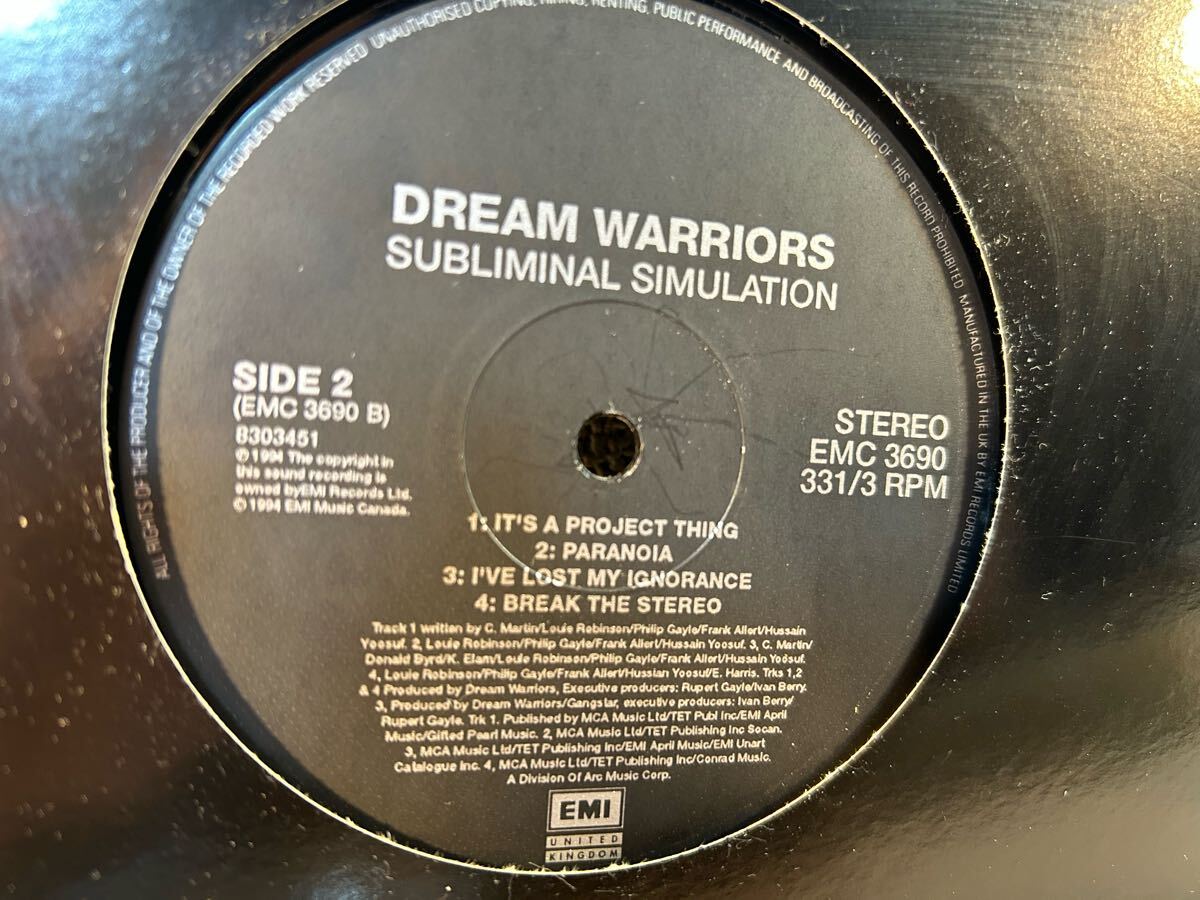 ALL RIGHTS OF THE PRODUCER AND OF THE OWNER OF THE RECORDED WORK RESERVED UNAUTHORISED COPYING, HIRING, RENTING, PUBLIC PERFORMANCE AND BROADCASTING OF THIS RECORD PROHIBITED MANUFACTURED IN THE UK BY EMI RECORDS LIMITED
DREAM WARRIORS
SUBLIMINAL SIMULATION
SIDE 2
(EMC 3690 B)
8303451
℗ 1994 The copyright in
this sound recording is
owned byEMI Records Ltd.
© 1994 EMI Music Canada.
STEREO
EMC 3690
331/3 RPM
1: IT'S A PROJECT THING
2: PARANOIA
3: I'VE LOST MY IGNORANCE
4: BREAK THE STEREO
Track 1 written by C. Martin/Louie Robinson/Philip Gayle/Frank Allert/Hussain
Yoosuf. 2, Louie Robinson/Philip Gayle/Frank Allert/Hussain Yoosuf. 3, C. Martin/
Donald Byrd/K. Elam/Louie Robinson/Philip Gayle/Frank Allert/Hussain Yoosuf.
4, Louie Robinson/Philip Gayle/Frank Allert/Hussian Yoosuf/E. Harris. Trks 1,2
& 4 Produced by Dream Warriors, Executive producers: Rupert Gayle/Ivan Berry.
3, Produced by Dream Warriors/Gangstar, executive producers: Ivan Berry/
Rupert Gayle. Trk 1. Published by MCA Music Ltd/TET Publ Inc/EMI April
Music/Gifted Pearl Music. 2, MCA Music Ltd/TET Publishing Inc Socan.
3, MCA Music Ltd/TET Publishing Inc/EMI April Music/EMI Unart
Catalogue Inc. 4, MCA Music Ltd/TET Publishing Inc/Conrad Music.
A Division Of Arc Music Corp.
EMI
UNITED
KINGDOM